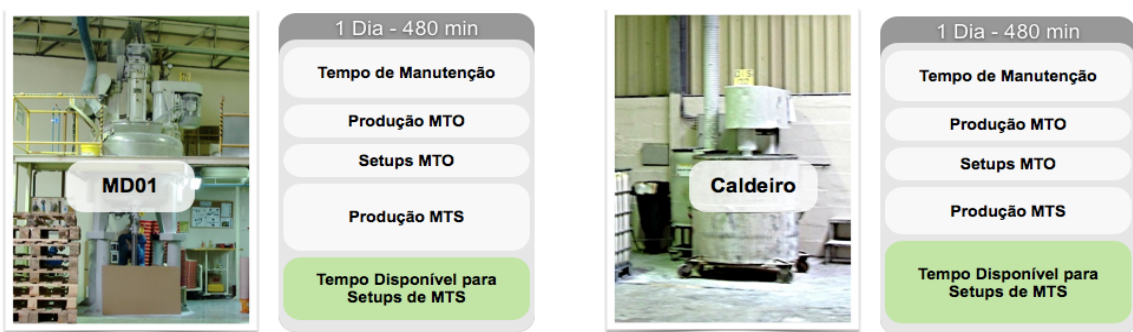 1 Dia - 480 min
Tempo de Manutenção
Produção MTO
Setups MTO
MD01
Produção MTS
Tempo Disponível para
Setups de MTS
1 Dia - 480 min
Tempo de Manutenção
Produção MTO
Setups MTO
Caldeiro
Produção MTS
Tempo Disponível para
Setups de MTS